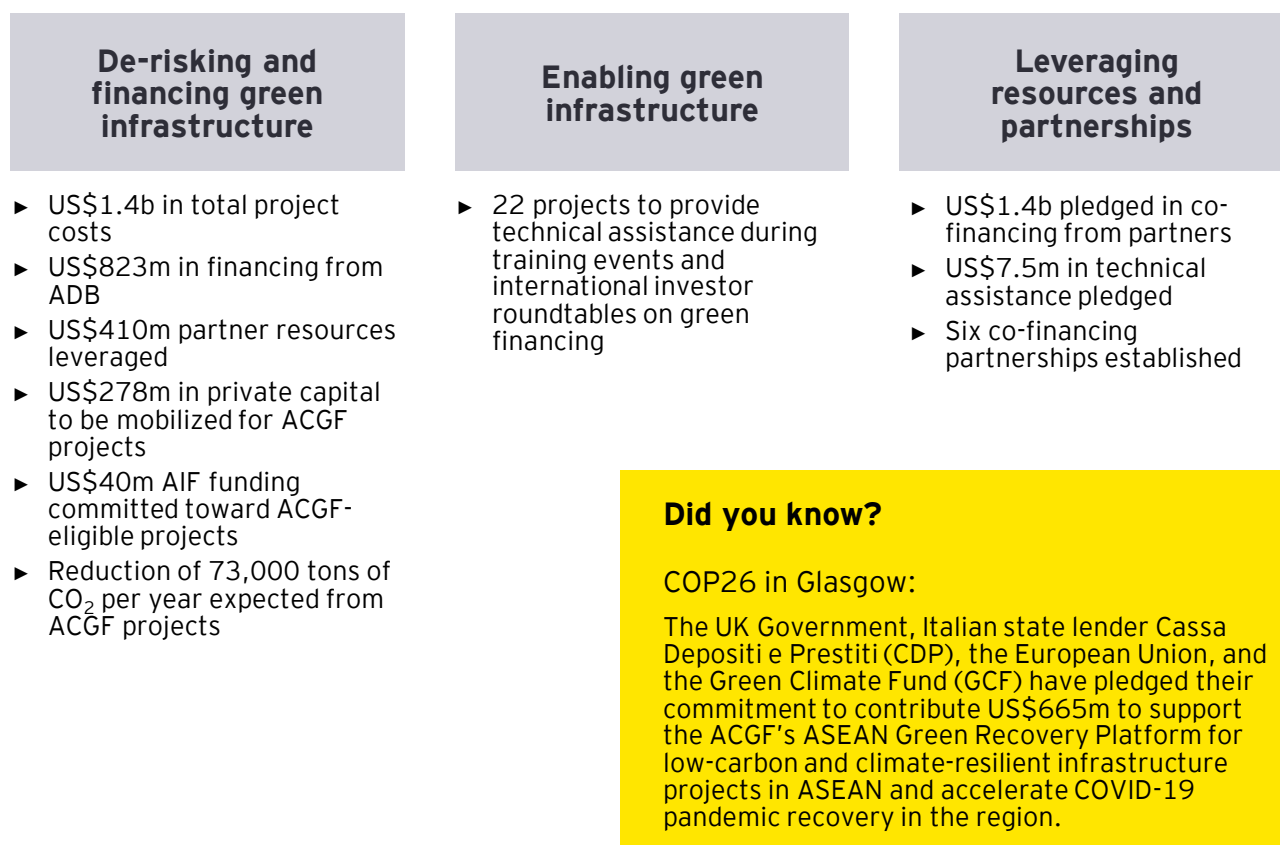 De-risking and
financing green
infrastructure
► US$1.4b in total project
costs
► US$823m in financing from
ADB
► US$410m partner resources
leveraged
► US$278m in private capital
to be mobilized for ACGF
projects
► US$40m AIF funding
committed toward ACGF-
eligible projects
► Reduction of 73,000 tons of
CO₂ per year expected from
ACGF projects
Enabling green
infrastructure
► 22 projects to provide
technical assistance during
training events and
international investor
roundtables on green
financing
Leveraging
resources and
partnerships
► US$1.4b pledged in co-
financing from partners
► US$7.5m in technical
assistance pledged
► Six co-financing
partnerships established
Did you know?
COP26 in Glasgow:
The UK Government, Italian state lender Cassa
Depositi e Prestiti (CDP), the European Union, and
the Green Climate Fund (GCF) have pledged their
commitment to contribute US$665m to support
the ACGF's ASEAN Green Recovery Platform for
low-carbon and climate-resilient infrastructure
projects in ASEAN and accelerate COVID-19
pandemic recovery in the region.